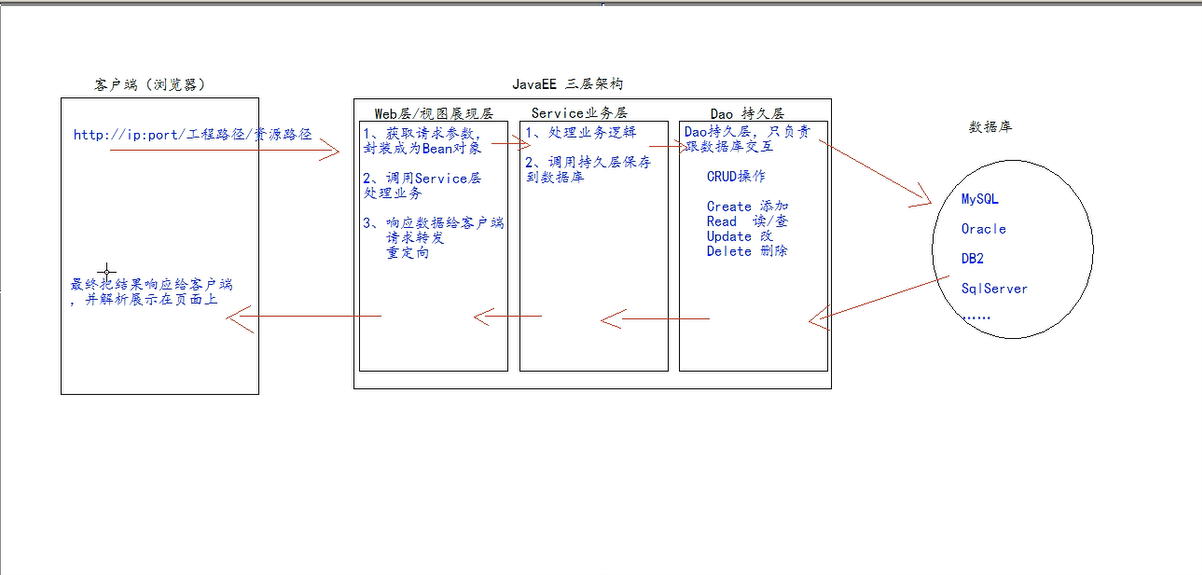 客户端（浏览器）
http://ip:port/工程路径/资源路径
最终把结果响应给客户端
，并解析展示在页面上
JavaEE 三层架构
Web层/视图展现层
1、获取请求参数，
封装成为Bean对象
2、调用Service层
处理业务
3、响应数据给客户端
请求转发
重定向
Service业务层
1、处理业务逻辑
2、调用持久层保存
到数据库
Dao 持久层
Dao持久层，只负责
跟数据库交互
CRUD操作
Create 添加
Read 读/查
Update 改
Delete 删除
数据库
MySQL
Oracle
DB2
SqlServer
......